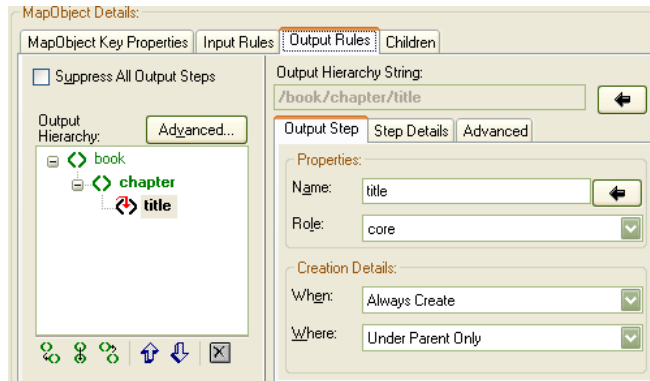 MapObject Details:
MapObject Key Properties Input Rules Output Rules Children
Suppress All Output Steps
Output Hierarchy:
Advanced...
book
chapter
title
Output Hierarchy String:
/book/chapter/title
Output Step Step Details Advanced
Properties:
Name: title
Role: core
Creation Details:
When: Always Create
Where: Under Parent Only